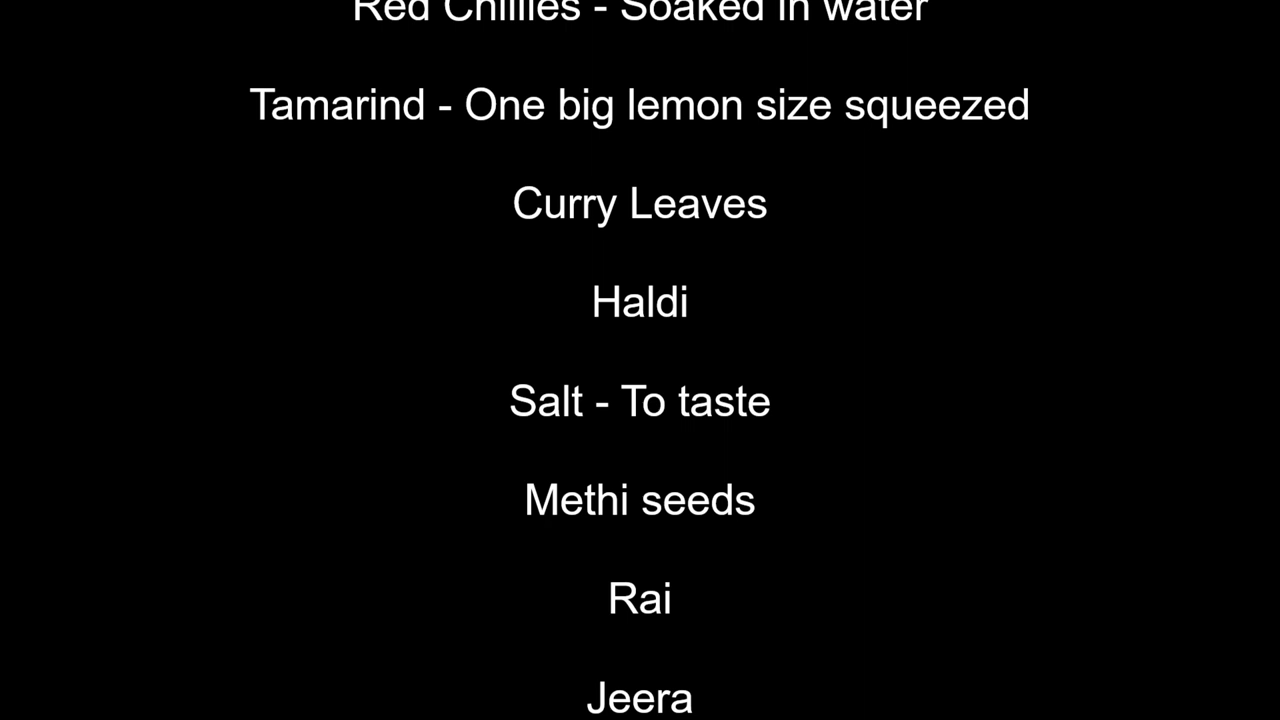 Red Chillies - Soaked in water
Tamarind - One big lemon size squeezed
Curry Leaves
Haldi
Salt - To taste
Methi seeds
Rai
Jeera